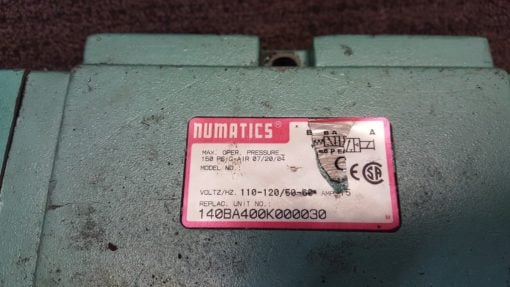 NUMATICS
B BA A
MAX. OPER. PRESSURE
150 PSIG-AIR 07/20/04
MODEL NO.:
VOLTZ/HZ. 110-120/50-60
REPLAC. UNIT NO.:
140BA400K000030